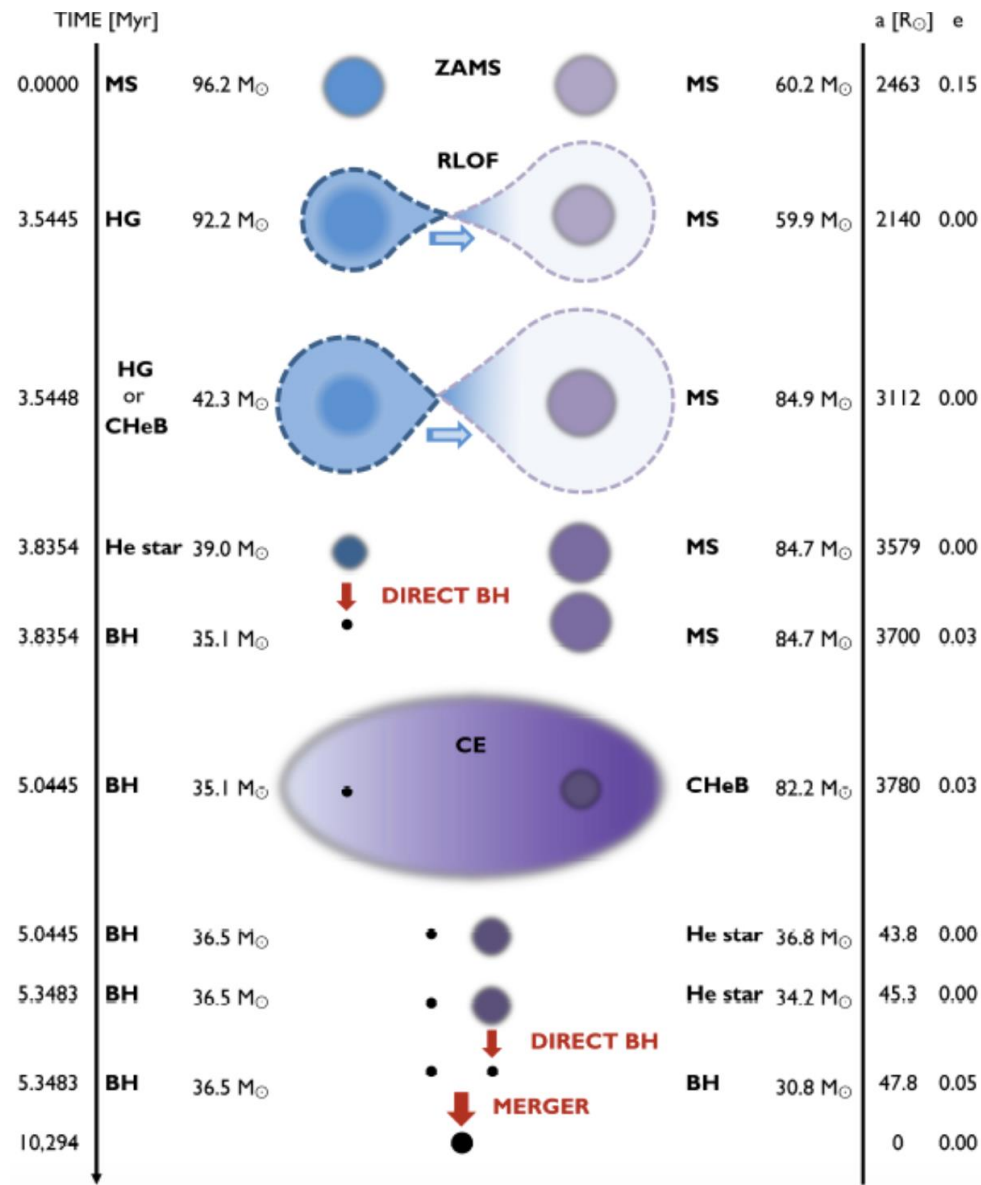 TIME [Myr] a [R☉] e
ZAMS
0.0000 MS 96.2 M☉ MS 60.2 M☉ 2463 0.15
RLOF
3.5445 HG 92.2 M☉ MS 59.9 M☉ 2140 0.00
HG
or
CHeB
3.5448 42.3 M☉ MS 84.9 M☉ 3112 0.00
3.8354 He star 39.0 M☉ MS 84.7 M☉ 3579 0.00
DIRECT BH
3.8354 BH 35.1 M☉ MS 84.7 M☉ 3700 0.03
CE
5.0445 BH 35.1 M☉ CHeB 82.2 M☉ 3780 0.03
5.0445 BH 36.5 M☉ He star 36.8 M☉ 43.8 0.00
5.3483 BH 36.5 M☉ He star 34.2 M☉ 45.3 0.00
DIRECT BH
5.3483 BH 36.5 M☉ BH 30.8 M☉ 47.8 0.05
MERGER
10,294 0 0.00